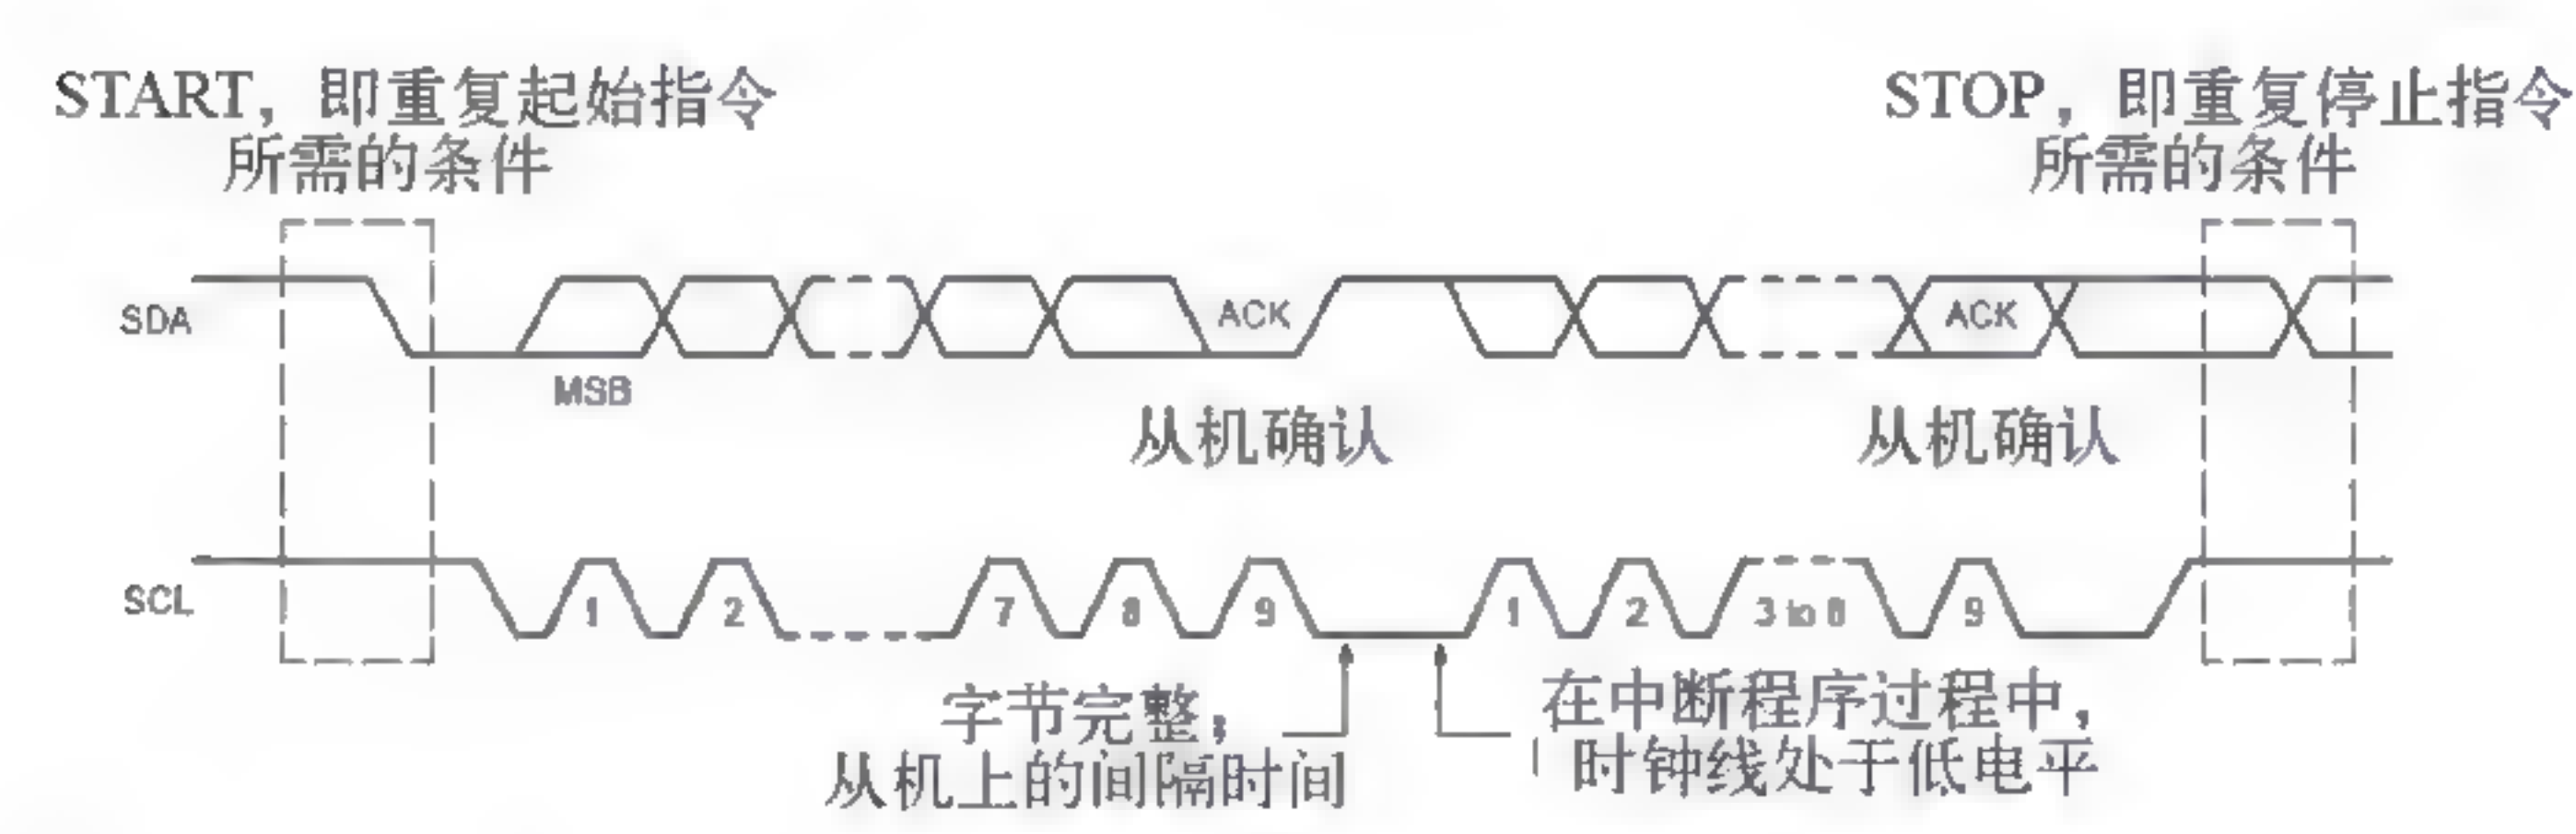 START，即重复起始指令
所需的条件
STOP，即重复停止指令
所需的条件
SDA
ACK
ACK
MSB
从机确认
从机确认
SCL
1
2
7
8
9
1
2
3 to 8
9
字节完整；
从机上的间隔时间
在中断程序过程中，
时钟线处于低电平